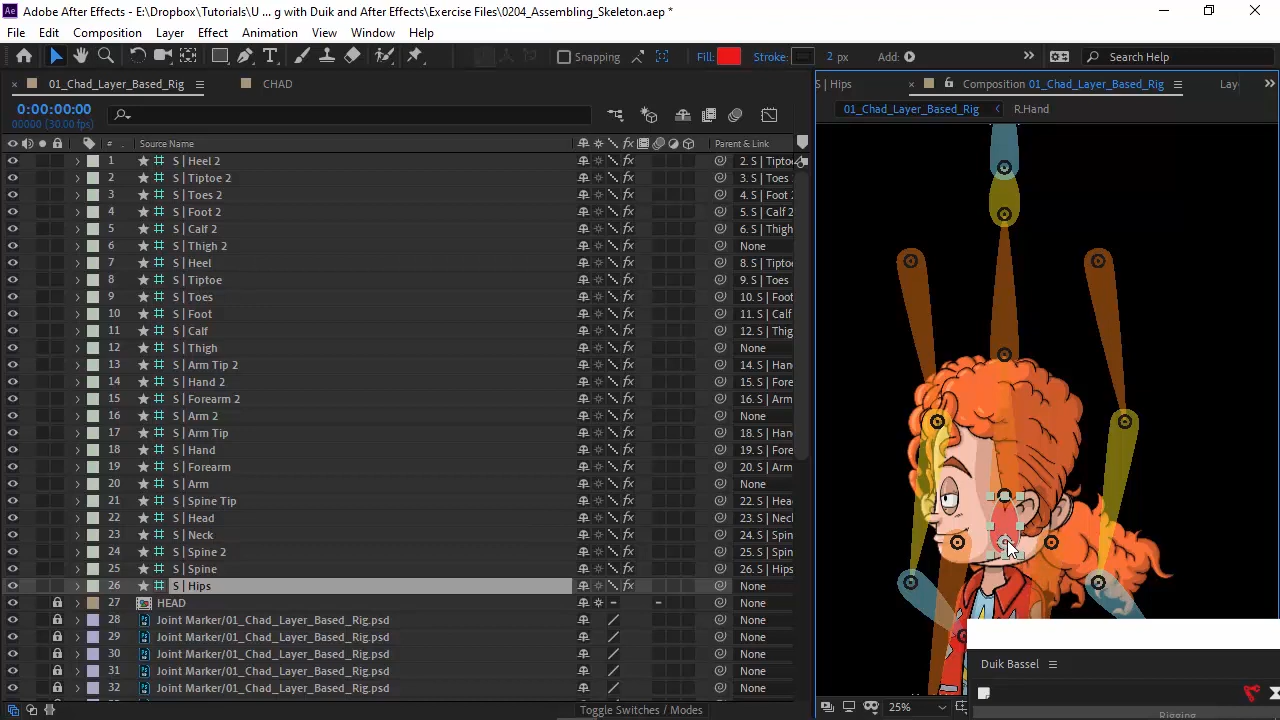 Adobe After Effects - E:\Dropbox\Tutorials\U ... g with Duik and After Effects\Exercise Files\0204_Assembling_Skeleton.aep *
File Edit Composition Layer Effect Animation View Window Help
Snapping Fill: Stroke: 2 px Add: Search Help
01_Chad_Layer_Based_Rig CHAD S | Hips Composition 01_Chad_Layer_Based_Rig Lay
0:00:00:00
00000 (30.00 fps)
01_Chad_Layer_Based_Rig R.Hand
# Source Name Parent & Link
1 S | Heel 2 2. S | Tiptoe
2 S | Tiptoe 2 3. S | Toes
3 S | Toes 2 4. S | Foot 2
4 S | Foot 2 5. S | Calf 2
5 S | Calf 2 6. S | Thigh
6 S | Thigh 2 None
7 S | Heel 8. S | Tiptoe
8 S | Tiptoe 9. S | Toes
9 S | Toes 10. S | Foot
10 S | Foot 11. S | Calf
11 S | Calf 12. S | Thig
12 S | Thigh None
13 S | Arm Tip 2 14. S | Han
14 S | Hand 2 15. S | Fore
15 S | Forearm 2 16. S | Arm
16 S | Arm 2 None
17 S | Arm Tip 18. S | Han
18 S | Hand 19. S | Fore
19 S | Forearm 20. S | Arm
20 S | Arm None
21 S | Spine Tip 22. S | Hea
22 S | Head 23. S | Nec
23 S | Neck 24. S | Spin
24 S | Spine 2 25. S | Spin
25 S | Spine 26. S | Hips
26 S | Hips None
27 HEAD None
28 Joint Marker/01_Chad_Layer_Based_Rig.psd None
29 Joint Marker/01_Chad_Layer_Based_Rig.psd None
30 Joint Marker/01_Chad_Layer_Based_Rig.psd None
31 Joint Marker/01_Chad_Layer_Based_Rig.psd None
32 Joint Marker/01_Chad_Layer_Based_Rig.psd None
Duik Bassel
Toggle Switches / Modes 25%
Rigging